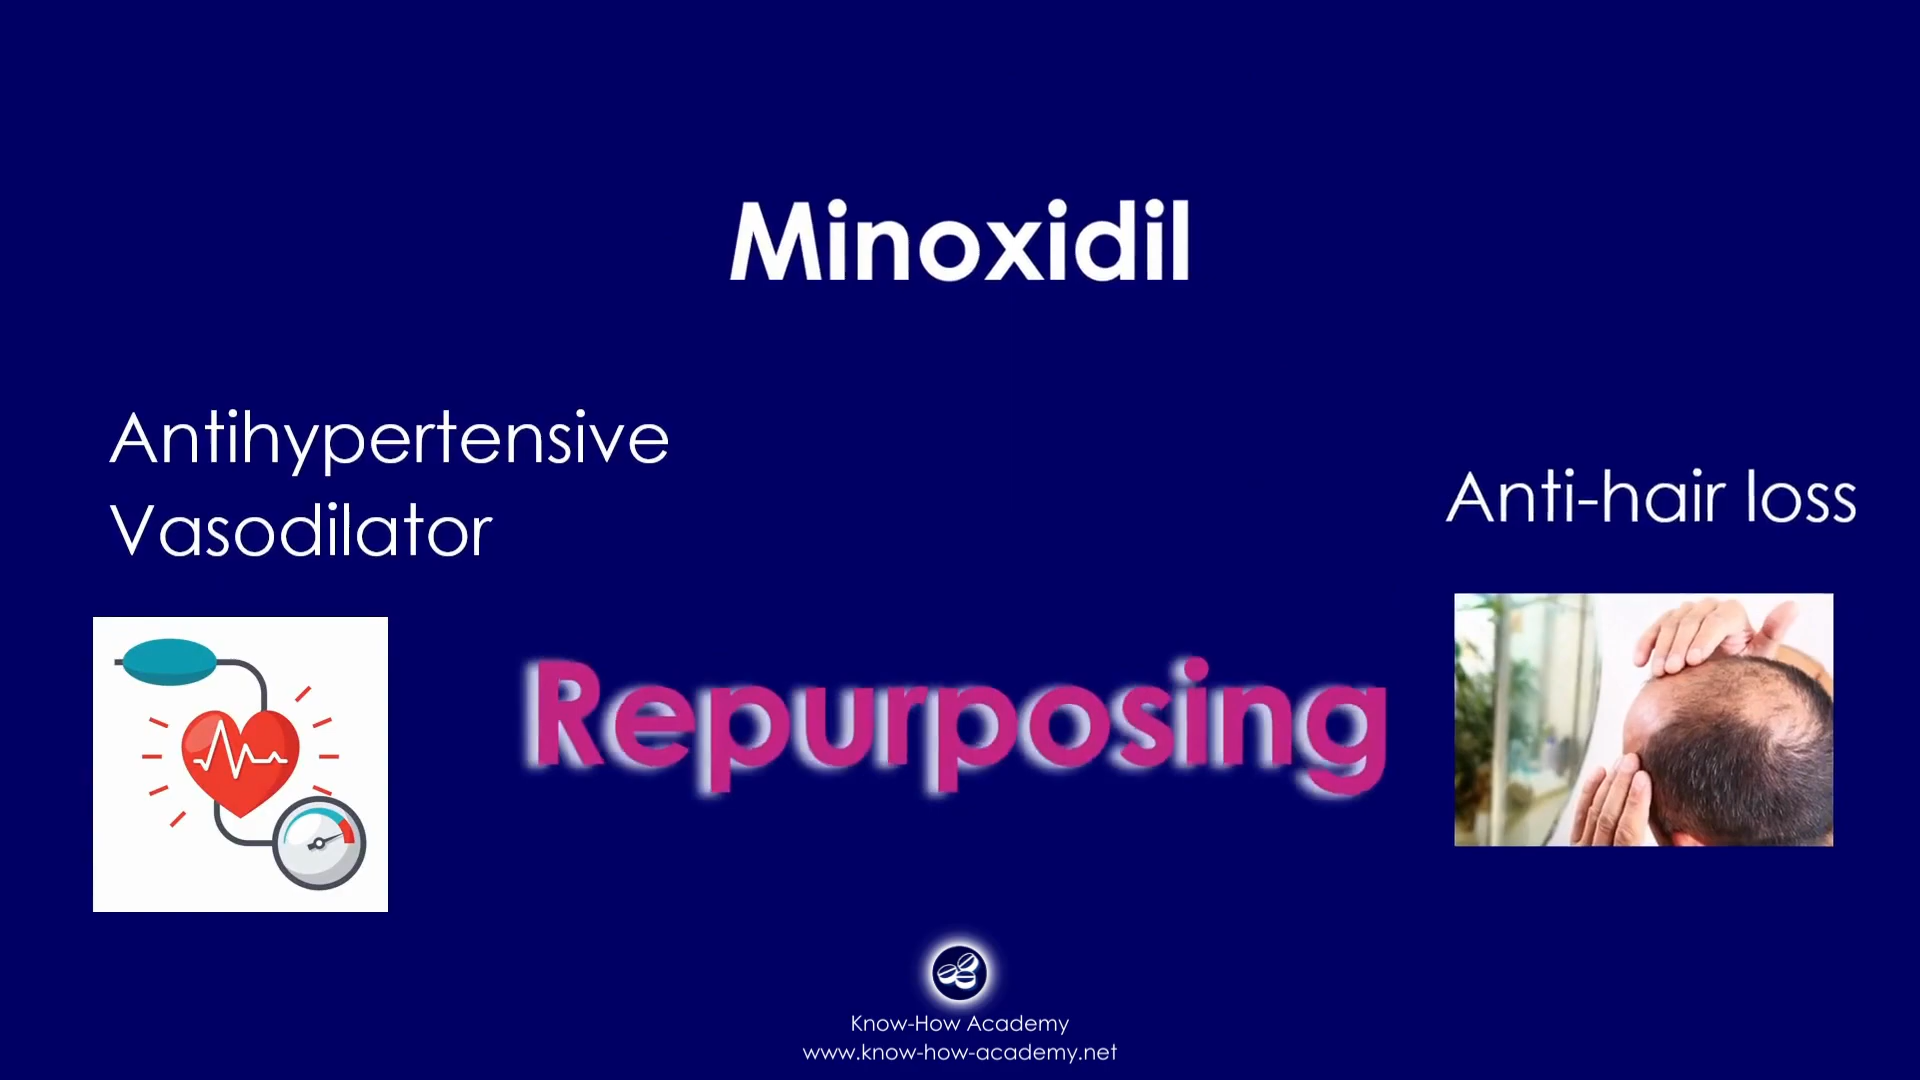 Minoxidil
Antihypertensive
Vasodilator
Anti-hair loss
Repurposing
Know-How Academy
www.know-how-academy.net